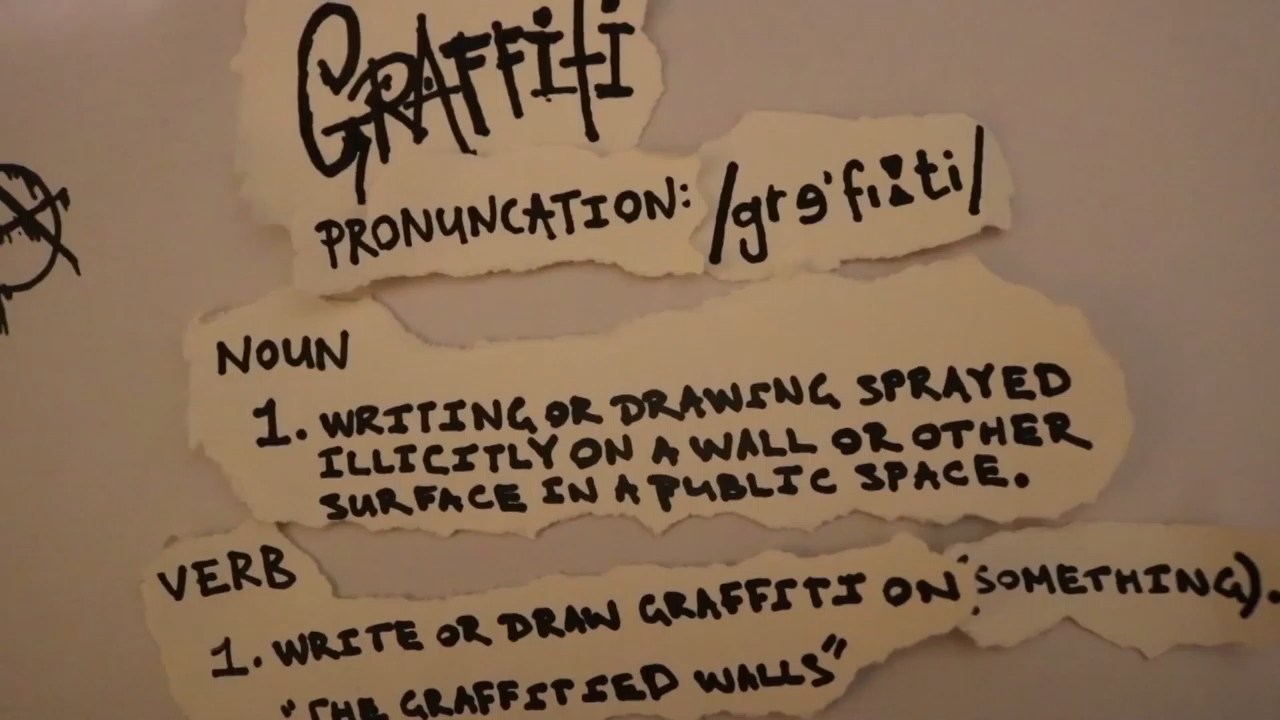 GRAFFiti
PRONUNCATION: /grəˈfiːti/
NOUN
1. WRITING OR DRAWING SPRAYED
ILLICITLY ON A WALL OR OTHER
SURFACE IN A PUBLIC SPACE.
VERB
1. WRITE OR DRAW GRAFFITI ON SOMETHING).
"THE GRAFFITIED WALLS"